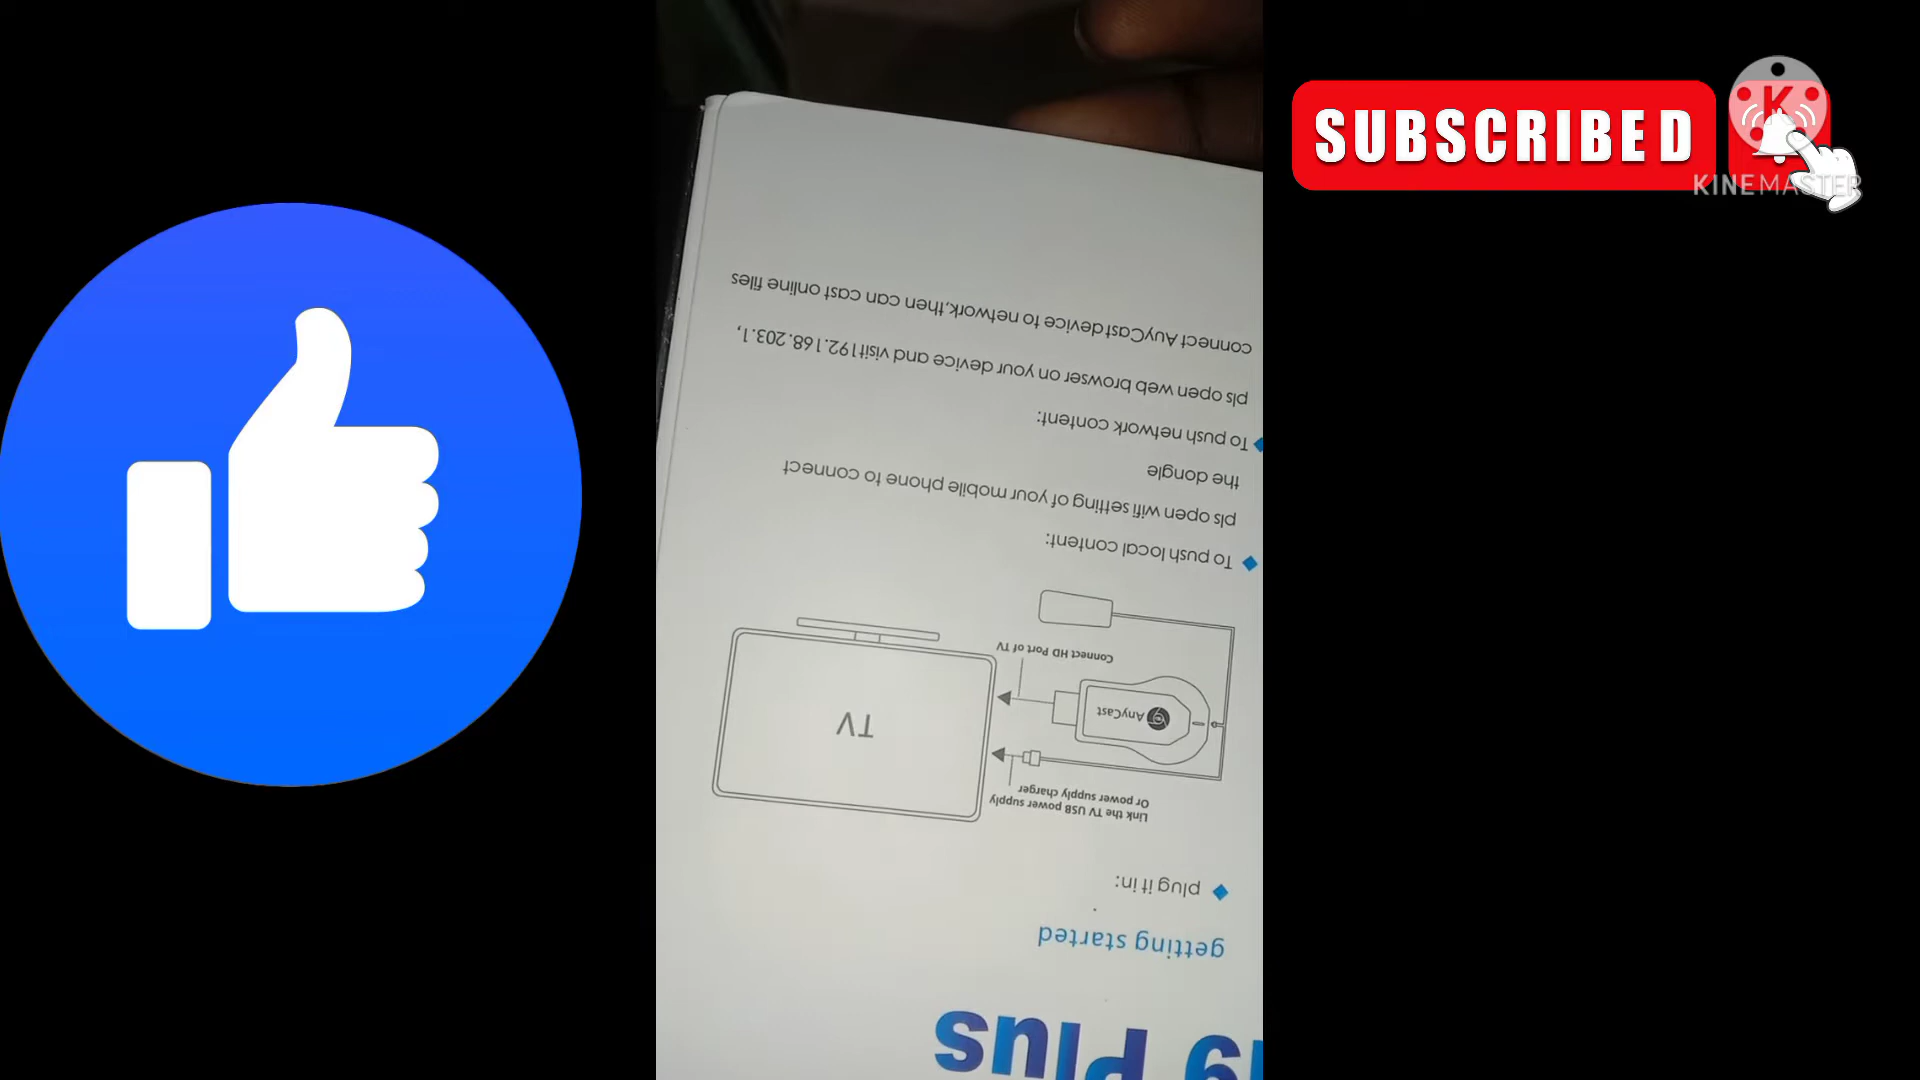 SUBSCRIBED
KINEMASTER
Plus
getting started
plug it in:
Link the TV USB power supply
Or power supply charger
AnyCast
TV
Connect HD Port of TV
To push local content:
pls open wifi setting of your mobile phone to connect
the dongle
To push network content:
pls open web browser on your device and visit192.168.203.1,
connect AuyCast device to network,then can cast online files